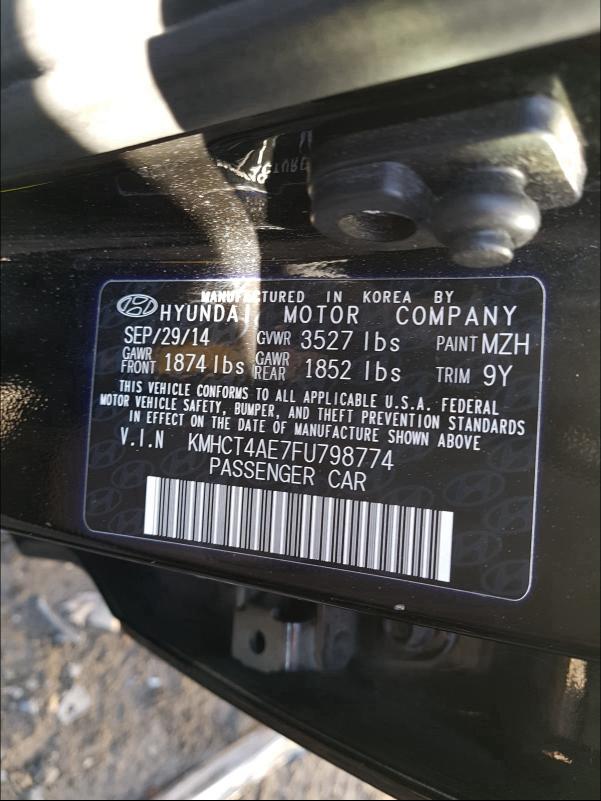 MANUFACTURED IN KOREA BY
HYUNDAI MOTOR COMPANY
SEP/29/14 GVWR 3527 lbs PAINT MZH
GAWR FRONT 1874 lbs GAWR REAR 1852 lbs TRIM 9Y
THIS VEHICLE CONFORMS TO ALL APPLICABLE U.S.A. FEDERAL
MOTOR VEHICLE SAFETY, BUMPER, AND THEFT PREVENTION STANDARDS
IN EFFECT ON THE DATE OF MANUFACTURE SHOWN ABOVE
V.I.N KMHCT4AE7FU798774
PASSENGER CAR